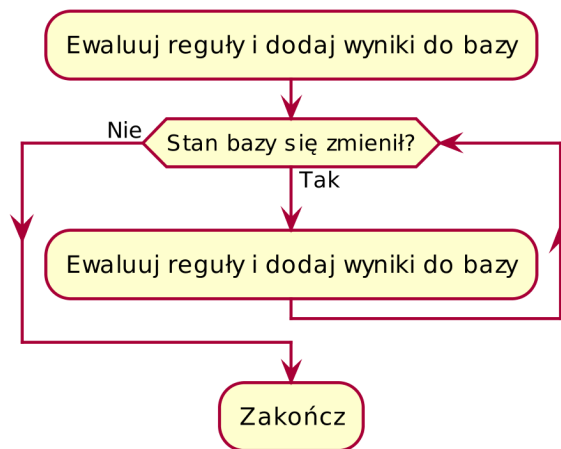 Ewaluuj reguły i dodaj wyniki do bazy
Nie
Stan bazy się zmienił?
Tak
Ewaluuj reguły i dodaj wyniki do bazy
Zakończ